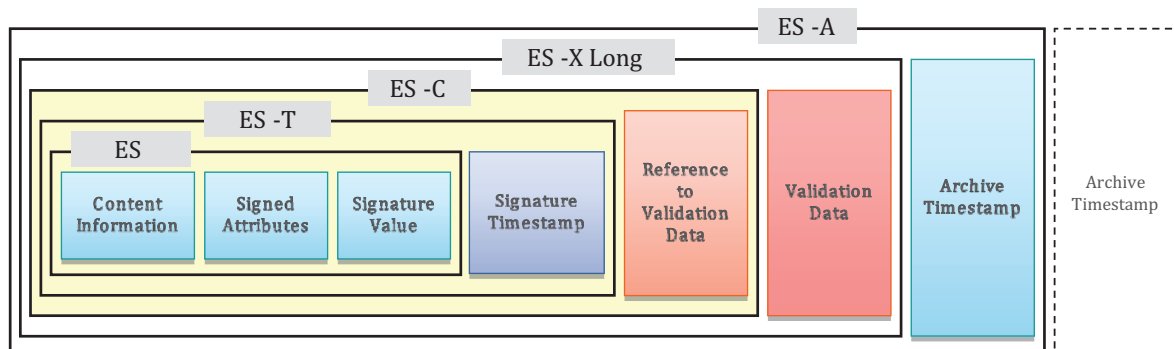 ES -A
ES -X Long
ES -C
ES -T
ES
Content
Information
Signed
Attributes
Signature
Value
Signature
Timestamp
Reference
to
Validation
Data
Validation
Data
Archive
Timestamp
Archive
Timestamp